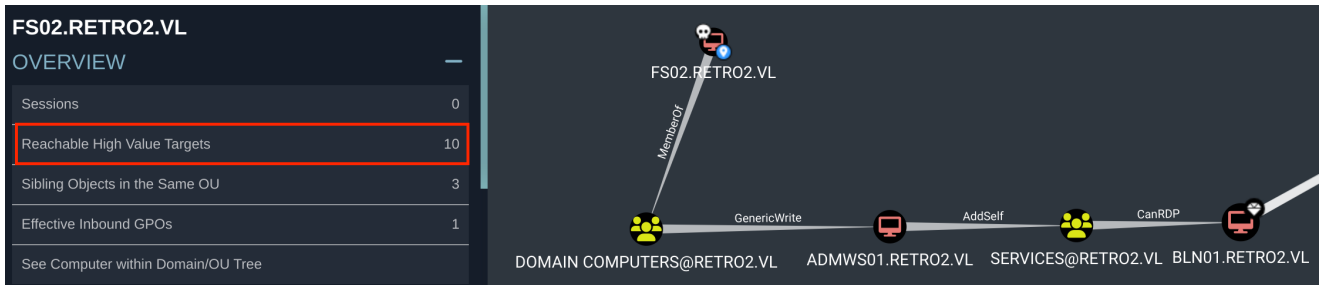 FS02.RETRO2.VL
OVERVIEW
Sessions 0
Reachable High Value Targets 10
Sibling Objects in the Same OU 3
Effective Inbound GPOs 1
See Computer within Domain/OU Tree
FS02.RETRO2.VL
MemberOf
GenericWrite
AddSelf
CanRDP
DOMAIN COMPUTERS@RETRO2.VL
ADMWS01.RETRO2.VL
SERVICES@RETRO2.VL
BLN01.RETRO2.VL